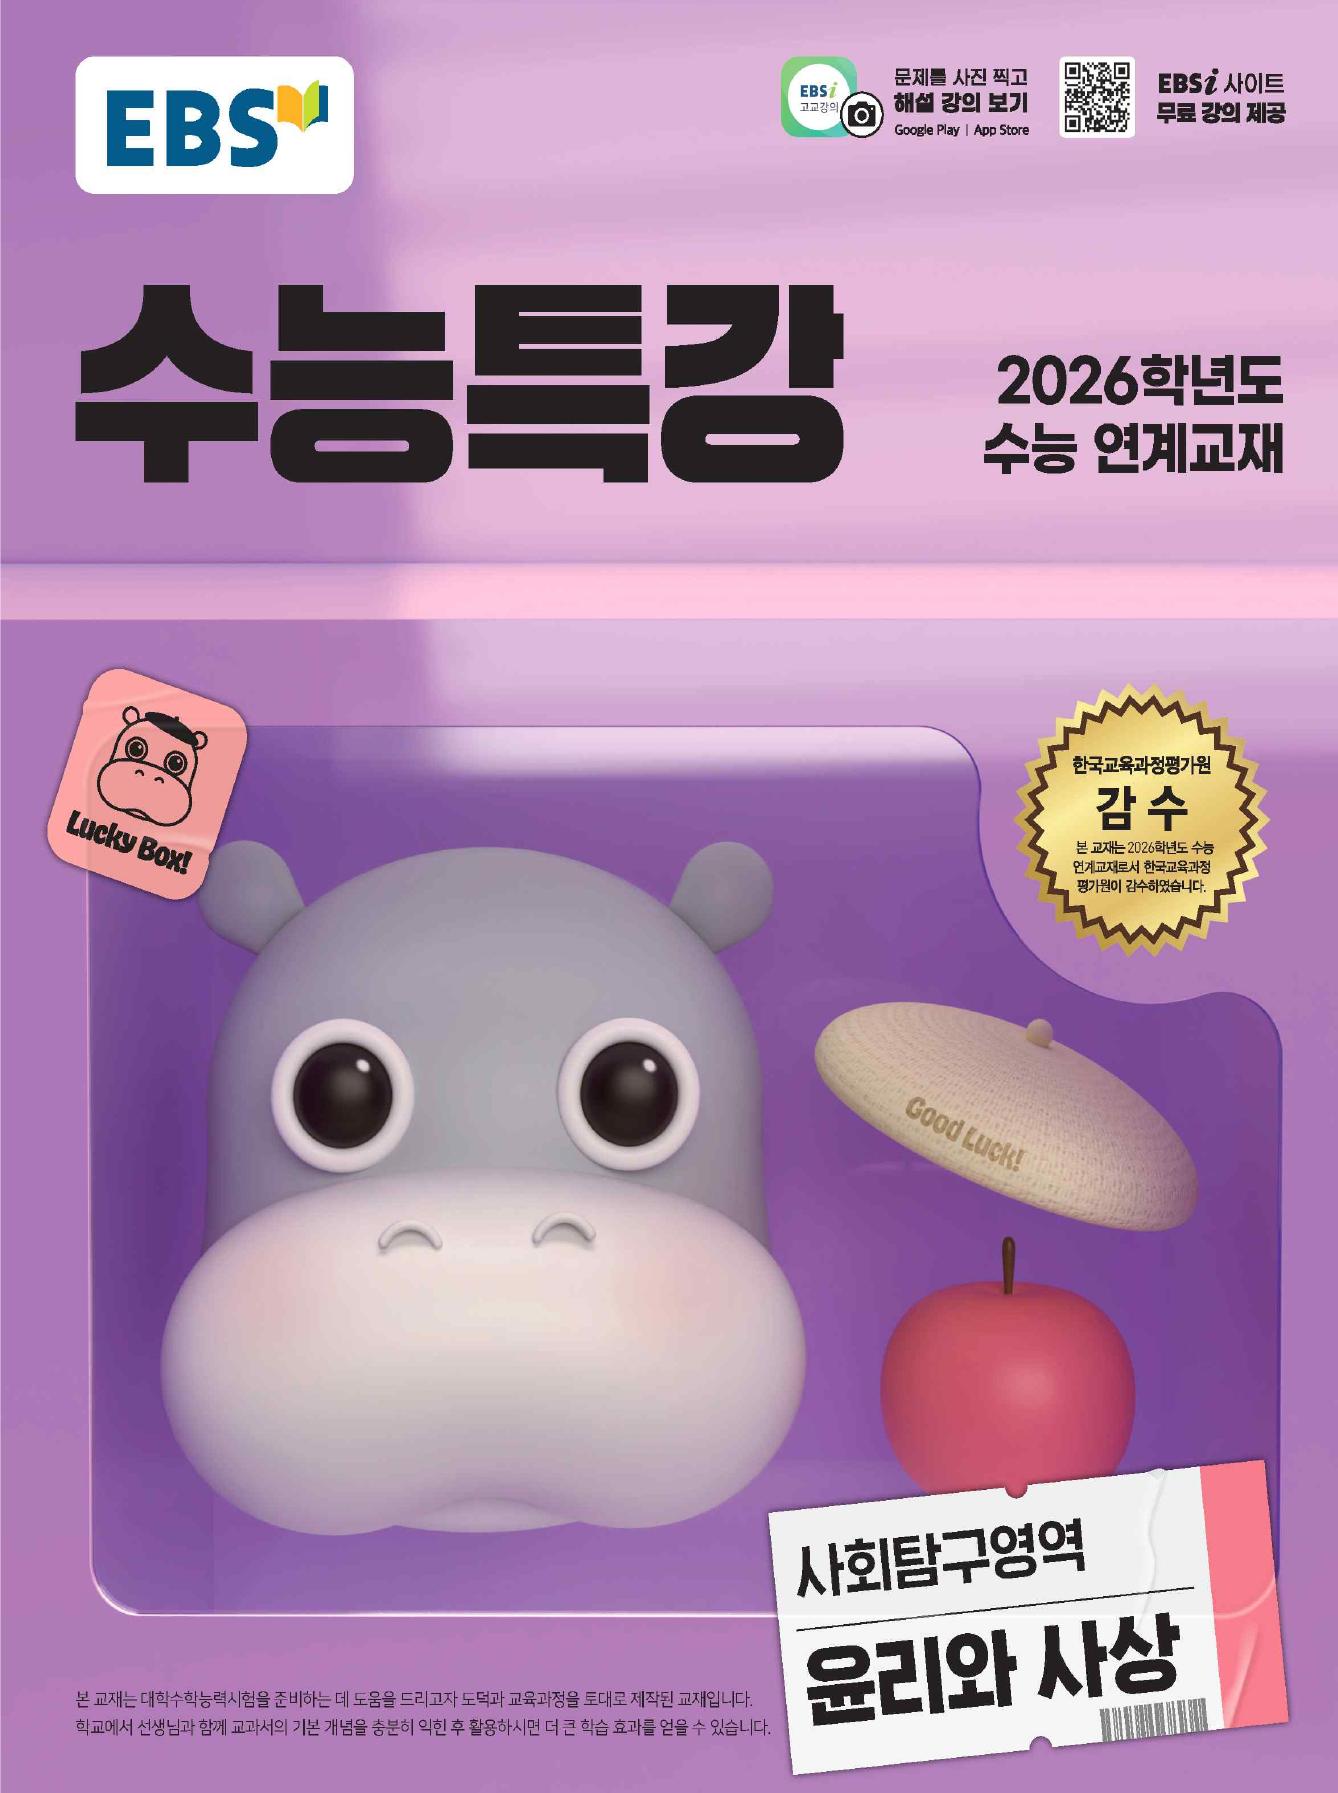 EBS
EBSi
고교강의
문제를 사진 찍고
해설 강의 보기
Google Play | App Store
EBSi 사이트
무료 강의 제공
수능특강
2026학년도
수능 연계교재
Lucky Box!
한국교육과정평가원
감수
본 교재는 2026학년도 수능
연계교재로서 한국교육과정
평가원이 감수하였습니다.
Good Luck!
사회탐구영역
윤리와 사상
본 교재는 대학수학능력시험을 준비하는 데 도움을 드리고자 도덕과 교육과정을 토대로 제작된 교재입니다.
학교에서 선생님과 함께 교과서의 기본 개념을 충분히 익힌 후 활용하시면 더 큰 학습 효과를 얻을 수 있습니다.